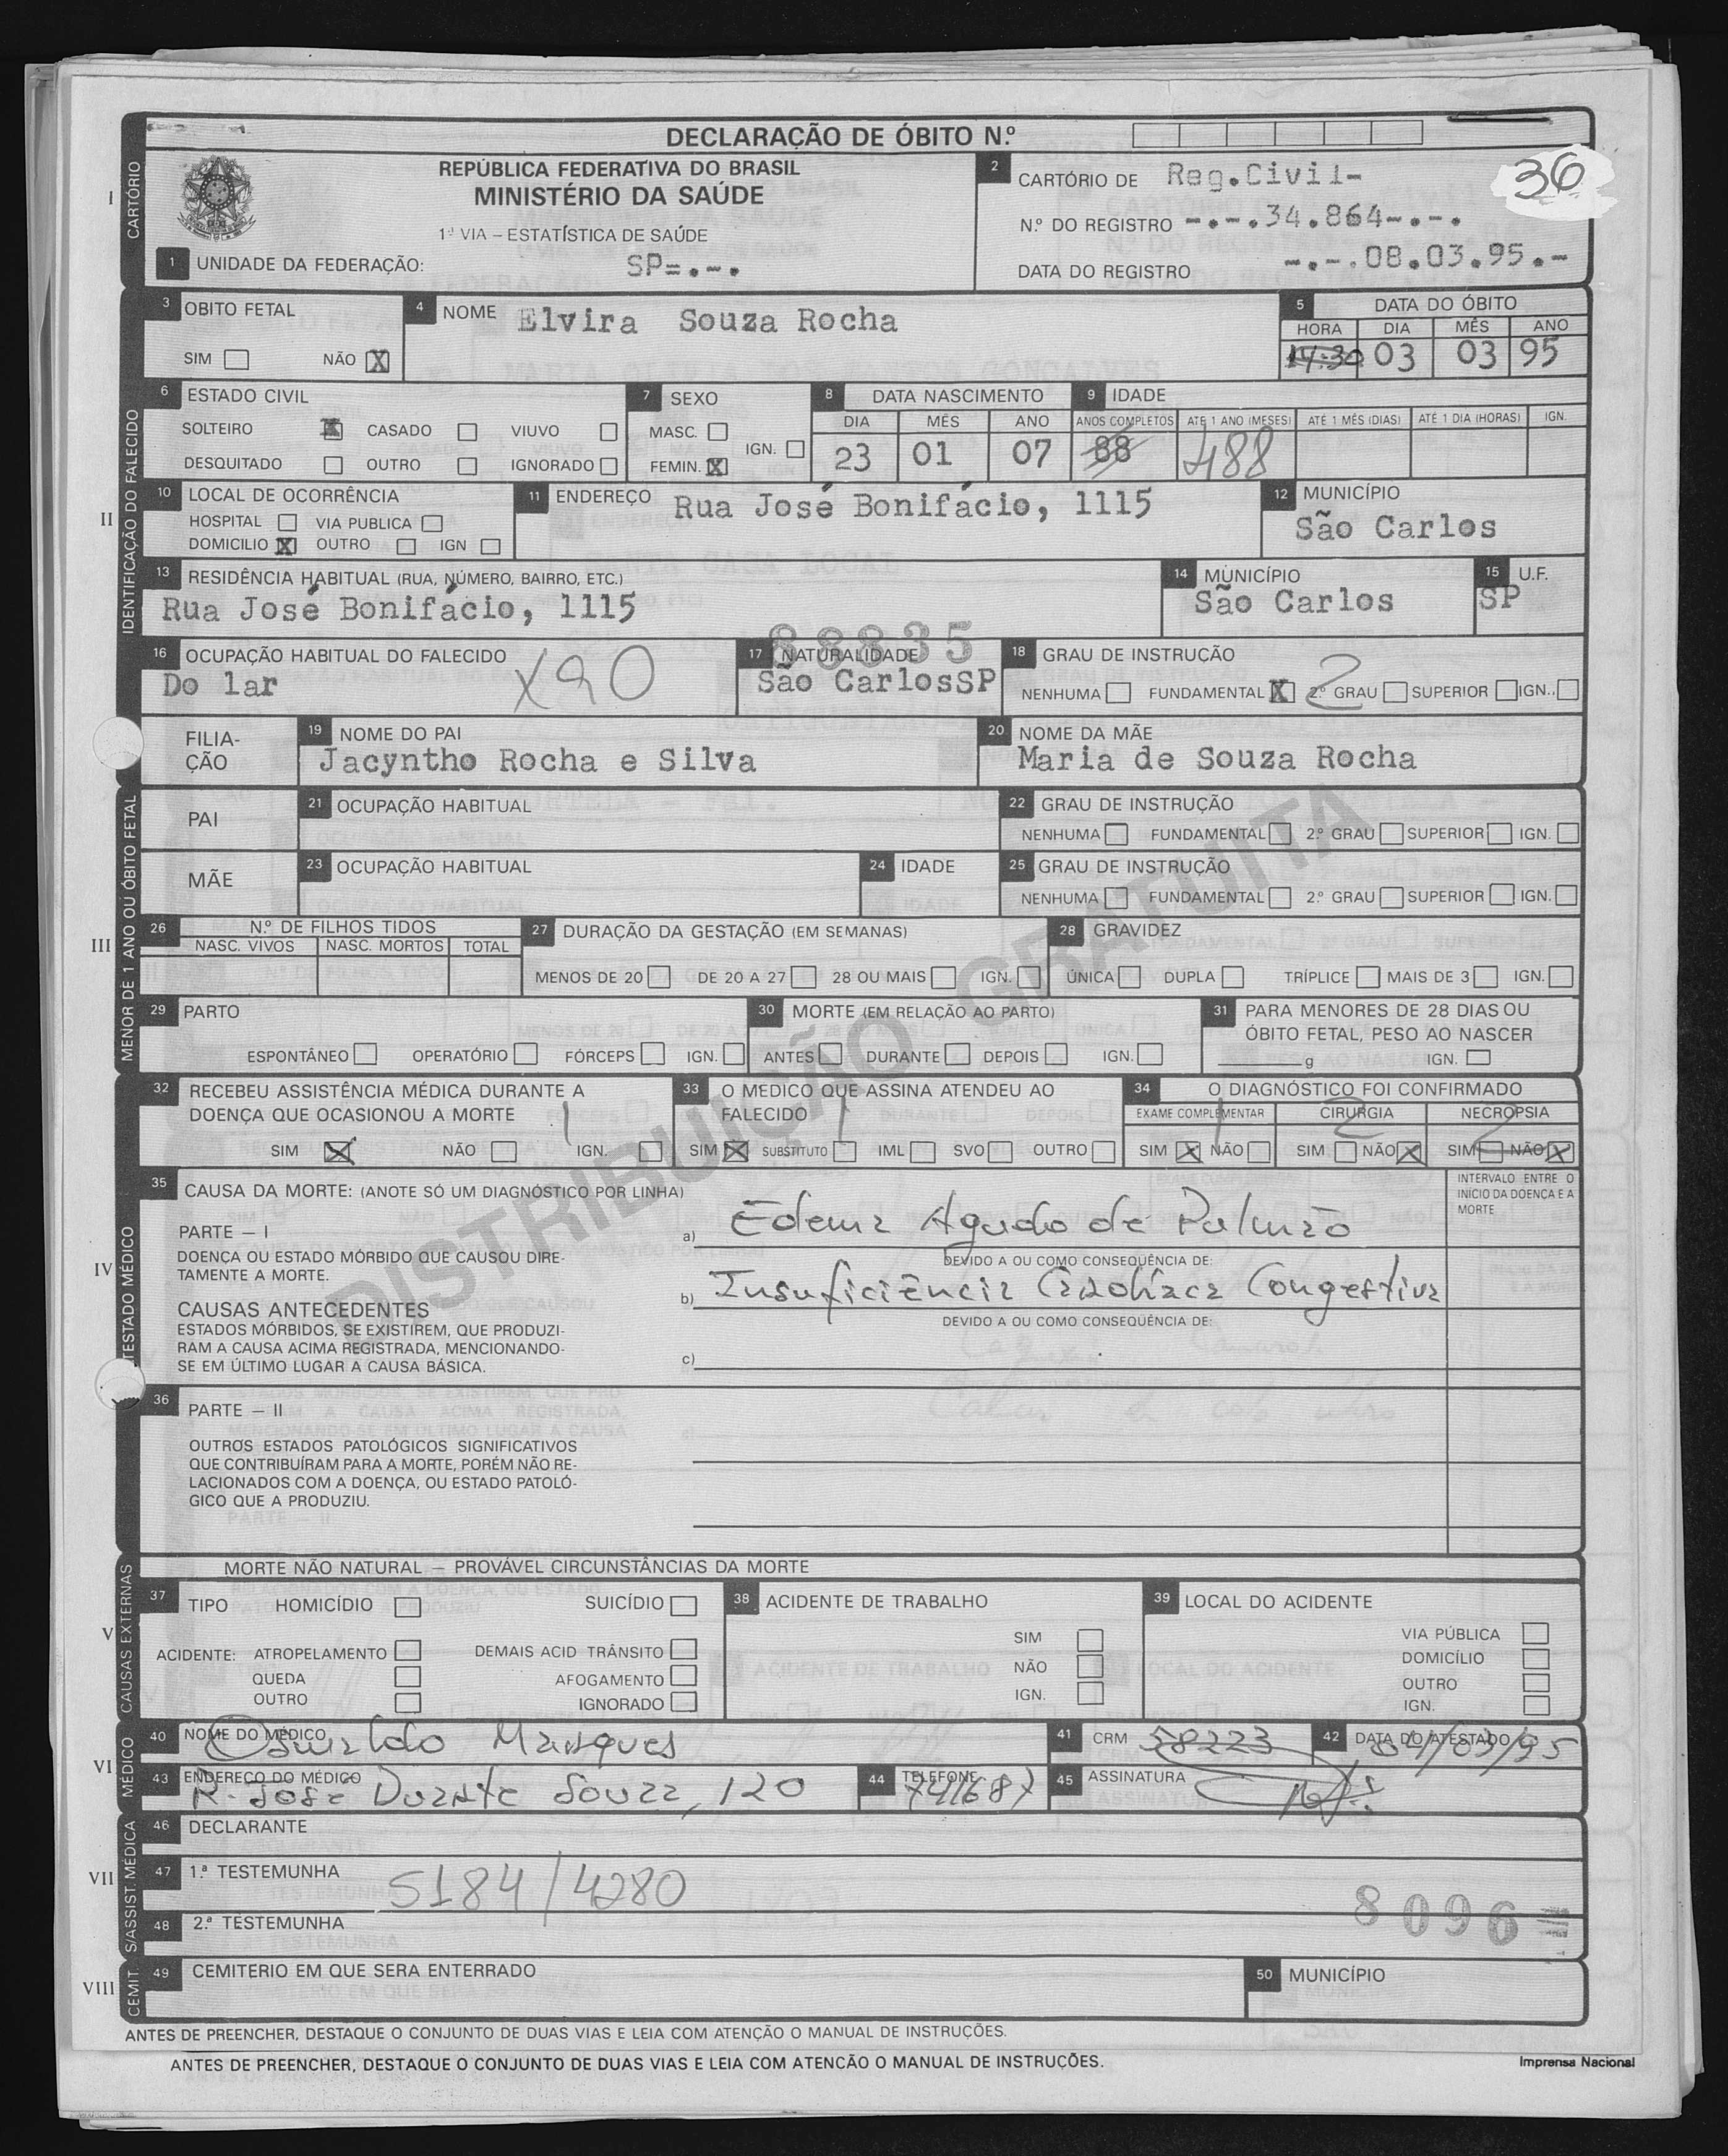 DECLARAÇÃO DE ÓBITO N.º
I
CARTÓRIO
REPÚBLICA FEDERATIVA DO BRASIL
MINISTÉRIO DA SAÚDE
1ª VIA – ESTATÍSTICA DE SAÚDE
1 UNIDADE DA FEDERAÇÃO: SP=.-.
2 CARTÓRIO DE Reg.Civil-
36
N.º DO REGISTRO -.-.34.864-.-.
DATA DO REGISTRO -.-.08.03.95.-
II
IDENTIFICAÇÃO DO FALECIDO
3 OBITO FETAL
SIM NÃO X
4 NOME Elvira Souza Rocha
5 DATA DO ÓBITO
HORA DIA MÊS ANO
14:30 03 03 95
6 ESTADO CIVIL
SOLTEIRO X CASADO VIUVO
DESQUITADO OUTRO IGNORADO
7 SEXO
MASC. IGN.
FEMIN. X
8 DATA NASCIMENTO
DIA MÊS ANO
23 01 07
9 IDADE
ANOS COMPLETOS ATÉ 1 ANO (MESES) ATÉ 1 MÊS (DIAS) ATÉ 1 DIA (HORAS) IGN.
88 488
10 LOCAL DE OCORRÊNCIA
HOSPITAL VIA PUBLICA
DOMICILIO X OUTRO IGN
11 ENDEREÇO Rua José Bonifácio, 1115
12 MUNICÍPIO
São Carlos
13 RESIDÊNCIA HABITUAL (RUA, NÚMERO, BAIRRO, ETC.)
Rua José Bonifácio, 1115
14 MUNICÍPIO
São Carlos
15 U.F.
SP
88835
16 OCUPAÇÃO HABITUAL DO FALECIDO
Do lar X90
17 NATURALIDADE
São CarlosSP
18 GRAU DE INSTRUÇÃO
NENHUMA FUNDAMENTAL X 2.º GRAU SUPERIOR IGN.
2
FILIA-
ÇÃO
19 NOME DO PAI
Jacyntho Rocha e Silva
20 NOME DA MÃE
Maria de Souza Rocha
III
MENOR DE 1 ANO OU ÓBITO FETAL
PAI
21 OCUPAÇÃO HABITUAL
22 GRAU DE INSTRUÇÃO
NENHUMA FUNDAMENTAL 2.º GRAU SUPERIOR IGN.
MÃE
23 OCUPAÇÃO HABITUAL
24 IDADE
25 GRAU DE INSTRUÇÃO
NENHUMA FUNDAMENTAL 2.º GRAU SUPERIOR IGN.
26 N.º DE FILHOS TIDOS
NASC. VIVOS NASC. MORTOS TOTAL
27 DURAÇÃO DA GESTAÇÃO (EM SEMANAS)
MENOS DE 20 DE 20 A 27 28 OU MAIS IGN.
28 GRAVIDEZ
ÚNICA DUPLA TRÍPLICE MAIS DE 3 IGN.
29 PARTO
ESPONTÂNEO OPERATÓRIO FÓRCEPS IGN.
30 MORTE (EM RELAÇÃO AO PARTO)
ANTES DURANTE DEPOIS IGN.
31 PARA MENORES DE 28 DIAS OU
ÓBITO FETAL, PESO AO NASCER
g IGN.
DISTRIBUIÇÃO GRATUITA
IV
ATESTADO MÉDICO
32 RECEBEU ASSISTÊNCIA MÉDICA DURANTE A
DOENÇA QUE OCASIONOU A MORTE 1
SIM X NÃO IGN.
33 O MEDICO QUE ASSINA ATENDEU AO
FALECIDO 1
SIM X SUBSTITUTO IML SVO OUTRO
34 O DIAGNÓSTICO FOI CONFIRMADO
EXAME COMPLEMENTAR CIRURGIA NECROPSIA
1 2 2
SIM X NÃO SIM NÃO X SIM NÃO X
35 CAUSA DA MORTE: (ANOTE SÓ UM DIAGNÓSTICO POR LINHA)
INTERVALO ENTRE O
INÍCIO DA DOENÇA E A
MORTE
PARTE – I
DOENÇA OU ESTADO MÓRBIDO QUE CAUSOU DIRE-
TAMENTE A MORTE.
a) Edema Agudo de Pulmão
DEVIDO A OU COMO CONSEQUÊNCIA DE:
b) Insuficiência Cardíaca Congestiva
DEVIDO A OU COMO CONSEQUÊNCIA DE:
c)
CAUSAS ANTECEDENTES
ESTADOS MÓRBIDOS, SE EXISTIREM, QUE PRODUZI-
RAM A CAUSA ACIMA REGISTRADA, MENCIONANDO-
SE EM ÚLTIMO LUGAR A CAUSA BÁSICA.
36 PARTE – II
OUTROS ESTADOS PATOLÓGICOS SIGNIFICATIVOS
QUE CONTRIBUÍRAM PARA A MORTE, PORÉM NÃO RE-
LACIONADOS COM A DOENÇA, OU ESTADO PATOLÓ-
GICO QUE A PRODUZIU.
V
CAUSAS EXTERNAS
MORTE NÃO NATURAL – PROVÁVEL CIRCUNSTÂNCIAS DA MORTE
37 TIPO HOMICÍDIO SUICÍDIO
ACIDENTE: ATROPELAMENTO DEMAIS ACID TRÂNSITO
QUEDA AFOGAMENTO
OUTRO IGNORADO
38 ACIDENTE DE TRABALHO
SIM
NÃO
IGN.
39 LOCAL DO ACIDENTE
VIA PÚBLICA
DOMICÍLIO
OUTRO
IGN.
VI
MÉDICO
40 NOME DO MÉDICO
Osmaldo Marques
41 CRM 58223
42 DATA DO ATESTADO
04/03/95
43 ENDEREÇO DO MÉDICO
R. José Duarte Souza, 120
44 TELEFONE
741687
45 ASSINATURA
VII
S/ASSIST. MÉDICA
46 DECLARANTE
47 1.ª TESTEMUNHA
5184/4280
48 2.ª TESTEMUNHA
8096
VIII
CEMIT.
49 CEMITERIO EM QUE SERA ENTERRADO
50 MUNICÍPIO
ANTES DE PREENCHER, DESTAQUE O CONJUNTO DE DUAS VIAS E LEIA COM ATENÇÃO O MANUAL DE INSTRUÇÕES.
ANTES DE PREENCHER, DESTAQUE O CONJUNTO DE DUAS VIAS E LEIA COM ATENCÃO O MANUAL DE INSTRUÇÕES.
Imprensa Nacional